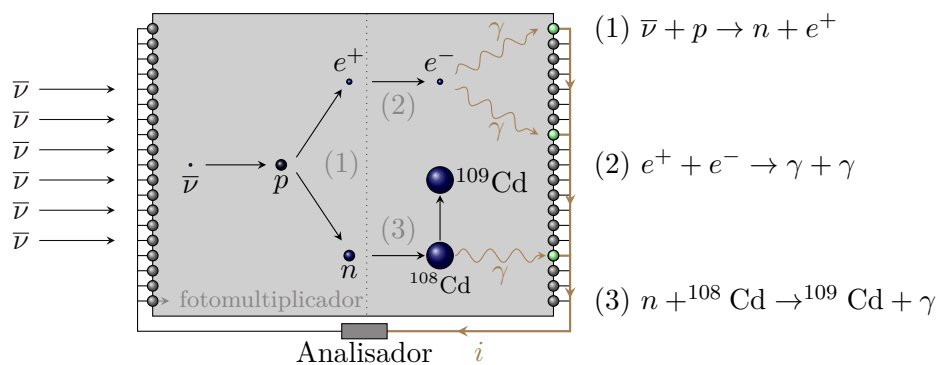 (1) ν̅ + p → n + e⁺
γ
e⁺
e⁻
(2)
γ
ν̅
ν̅
ν̅
ν̅
ν̅
ν̅
(1)
ν̅
p
(2) e⁺ + e⁻ → γ + γ
¹⁰⁹Cd
(3)
n
¹⁰⁸Cd
γ
fotomultiplicador
(3) n + ¹⁰⁸ Cd → ¹⁰⁹ Cd + γ
Analisador
i